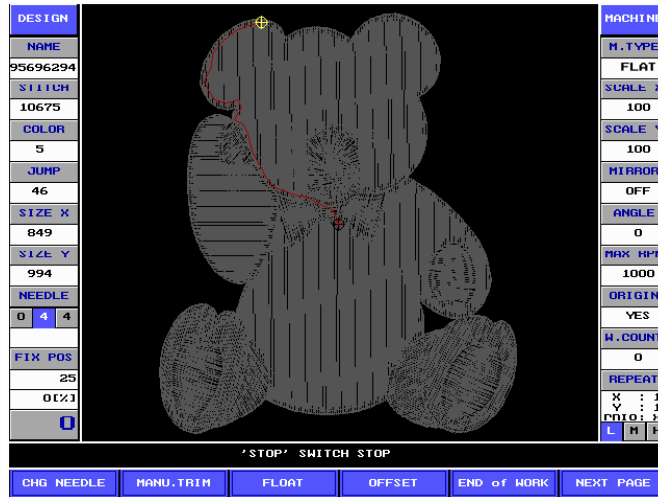 DESIGN
NAME
95696294
STITCH
10675
COLOR
5
JUMP
46
SIZE X
849
SIZE Y
994
NEEDLE
0 4 4
FIX POS
25
0[%]
0
MACHINE
M.TYPE
FLAT
SCALE X
100
SCALE Y
100
MIRROR
OFF
ANGLE
0
MAX RPM
1000
ORIGIN
YES
W.COUNT
0
REPEAT
X : 1
Y : 1
L M H
'STOP' SWITCH STOP
CHG NEEDLE MANU.TRIM FLOAT OFFSET END of WORK NEXT PAGE